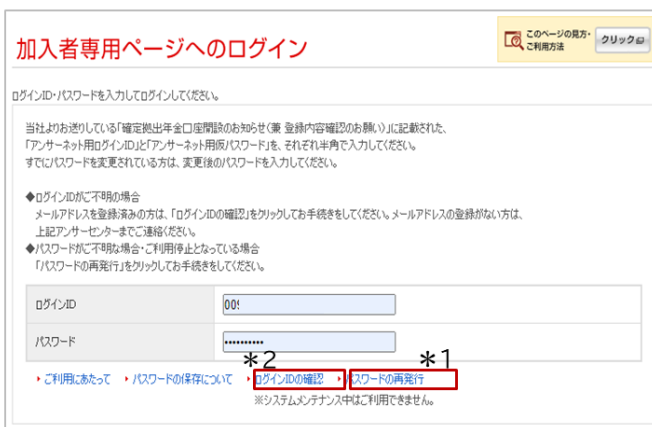 加入者専用ページへのログイン
このページの見方・
ご利用方法
クリック
ログインID・パスワードを入力してログインしてください。
当社よりお送りしている「確定拠出年金口座開設のお知らせ(兼 登録内容確認のお願い)」に記載された、
「アンサーネット用ログインID」と「アンサーネット用仮パスワード」を、それぞれ半角で入力してください。
すでにパスワードを変更されている方は、変更後のパスワードを入力してください。
◆ログインIDがご不明の場合
メールアドレスを登録済みの方は、「ログインIDの確認」をクリックしてお手続きをしてください。メールアドレスの登録がない方は、
上記アンサーセンターまでご連絡ください。
◆パスワードがご不明な場合・ご利用停止となっている場合
「パスワードの再発行」をクリックしてお手続きをしてください。
ログインID
009
パスワード
••••••••••
*2 *1
ご利用にあたって パスワードの保存について ログインIDの確認 パスワードの再発行
※システムメンテナンス中はご利用できません。